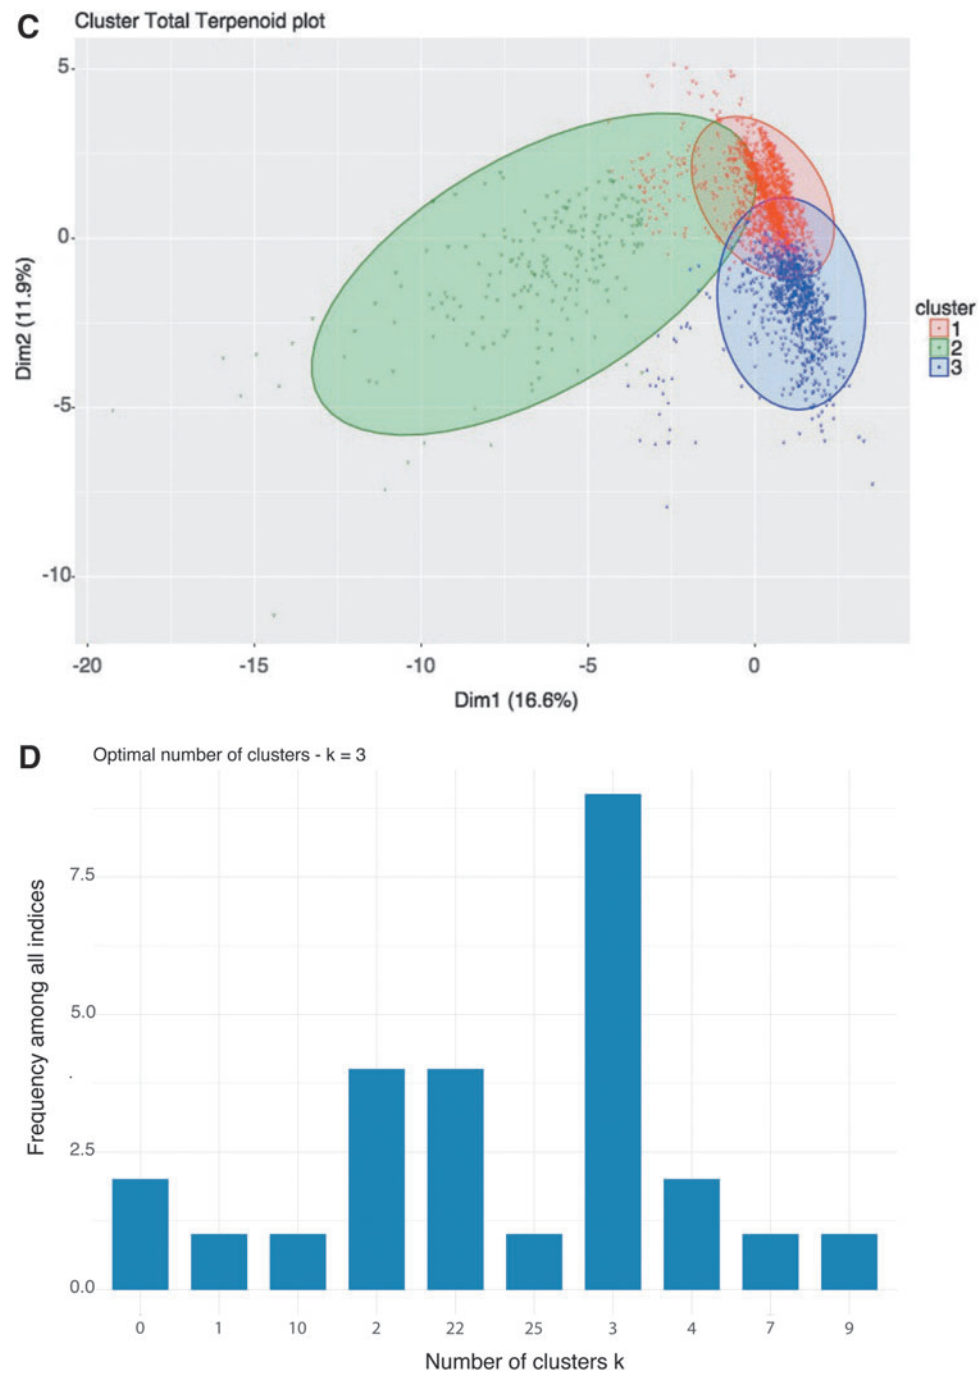 C
Cluster Total Terpenoid plot
5
0
-5
-10
Dim2 (11.9%)
-20 -15 -10 -5 0
Dim1 (16.6%)
cluster
1
2
3
D
Optimal number of clusters - k = 3
7.5
5.0
2.5
0.0
Frequency among all indices
0 1 10 2 22 25 3 4 7 9
Number of clusters k